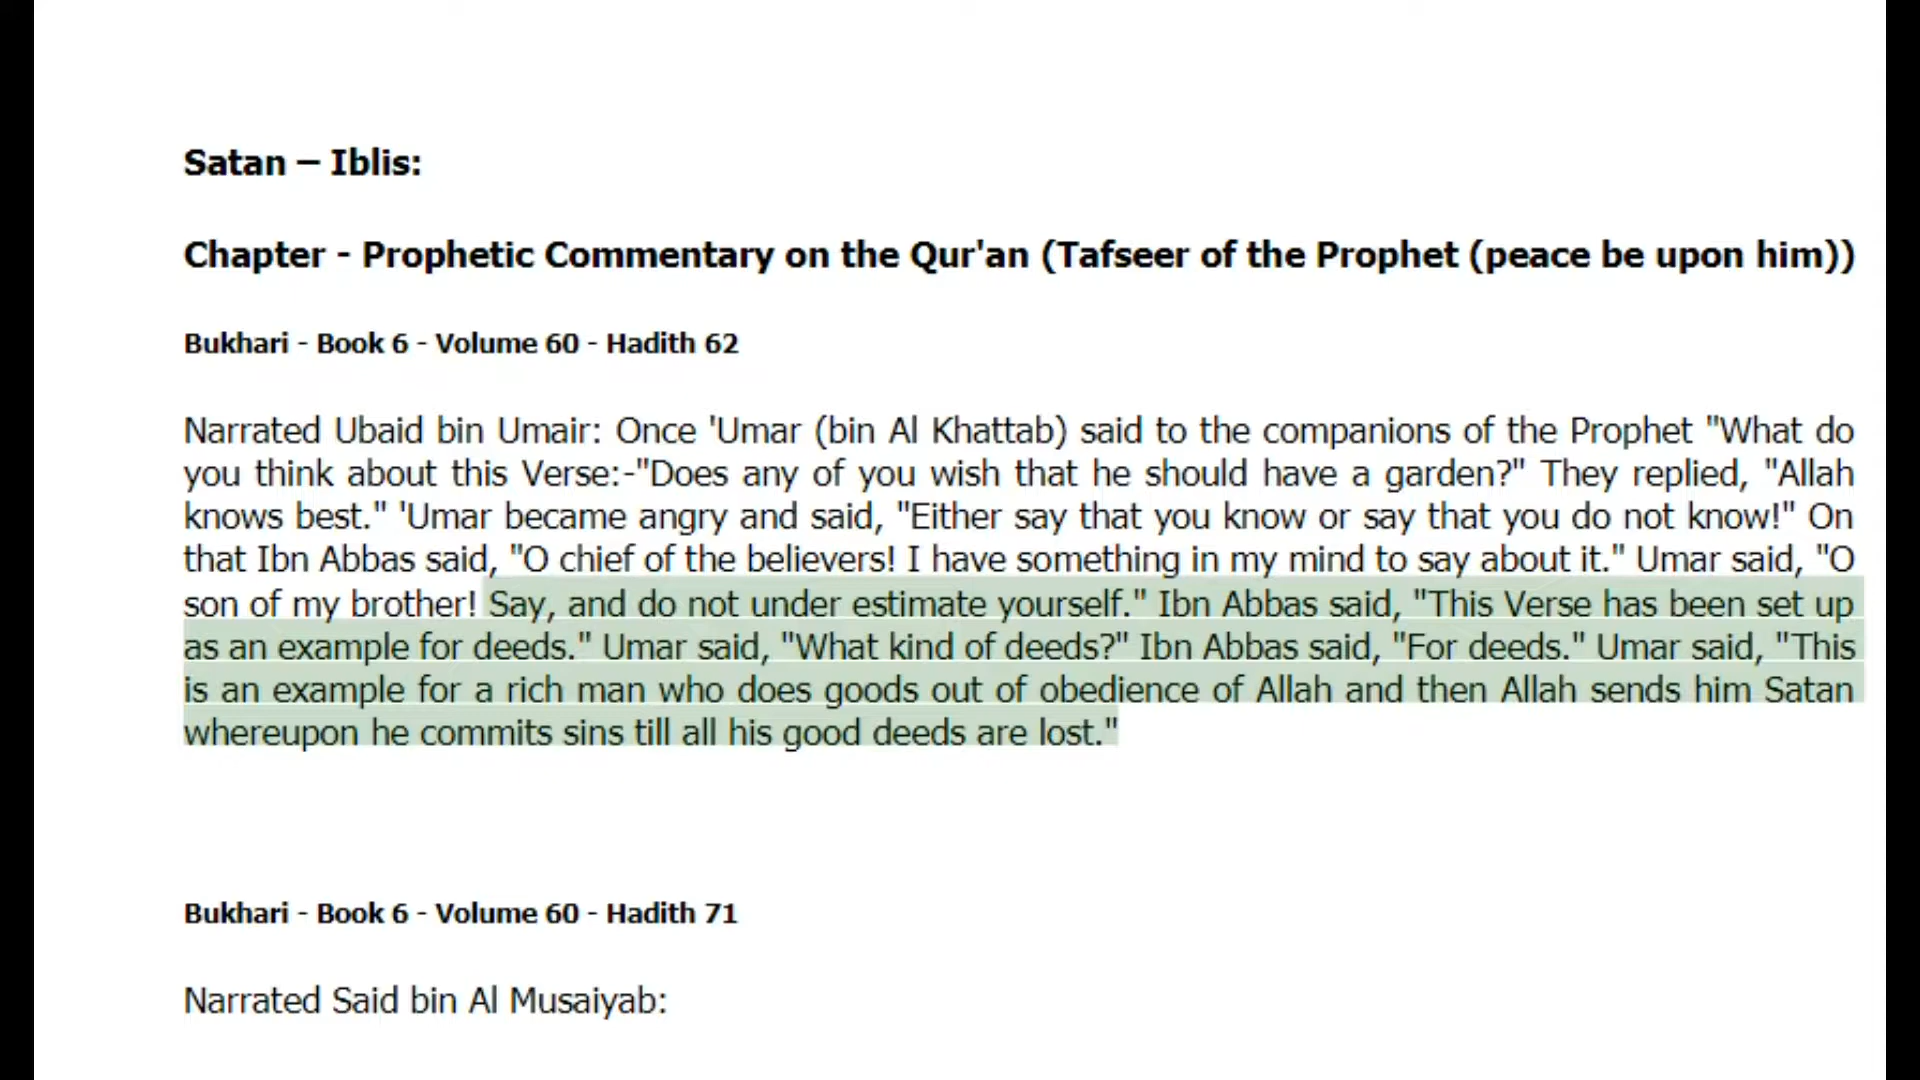 Satan – Iblis:
Chapter - Prophetic Commentary on the Qur'an (Tafseer of the Prophet (peace be upon him))
Bukhari - Book 6 - Volume 60 - Hadith 62
Narrated Ubaid bin Umair: Once 'Umar (bin Al Khattab) said to the companions of the Prophet "What do
you think about this Verse:-"Does any of you wish that he should have a garden?" They replied, "Allah
knows best." 'Umar became angry and said, "Either say that you know or say that you do not know!" On
that Ibn Abbas said, "O chief of the believers! I have something in my mind to say about it." Umar said, "O
son of my brother! Say, and do not under estimate yourself." Ibn Abbas said, "This Verse has been set up
as an example for deeds." Umar said, "What kind of deeds?" Ibn Abbas said, "For deeds." Umar said, "This
is an example for a rich man who does goods out of obedience of Allah and then Allah sends him Satan
whereupon he commits sins till all his good deeds are lost."
Bukhari - Book 6 - Volume 60 - Hadith 71
Narrated Said bin Al Musaiyab: